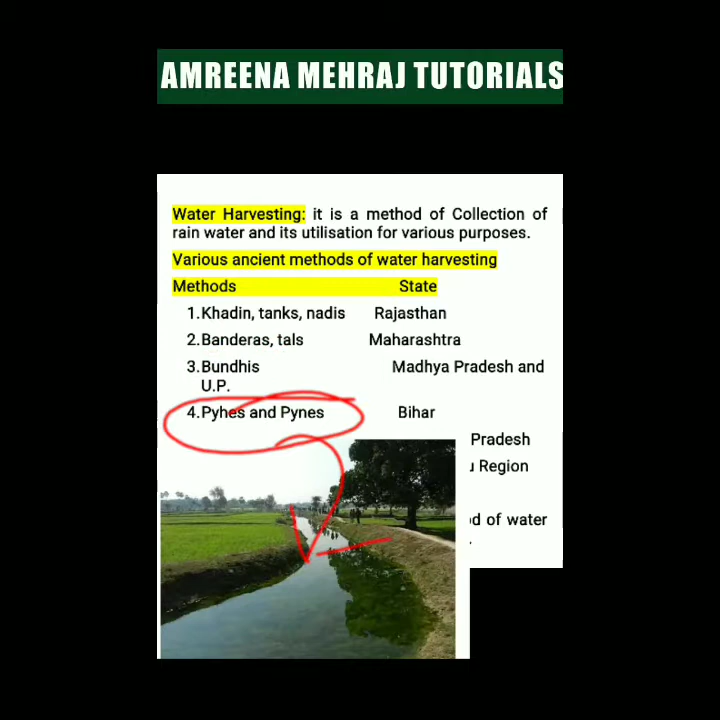 AMREENA MEHRAJ TUTORIALS
Water Harvesting: it is a method of Collection of
rain water and its utilisation for various purposes.
Various ancient methods of water harvesting
Methods State
1.Khadin, tanks, nadis Rajasthan
2.Banderas, tals Maharashtra
3.Bundhis Madhya Pradesh and
U.P.
4.Pyhes and Pynes Bihar
Pradesh
Region
of water